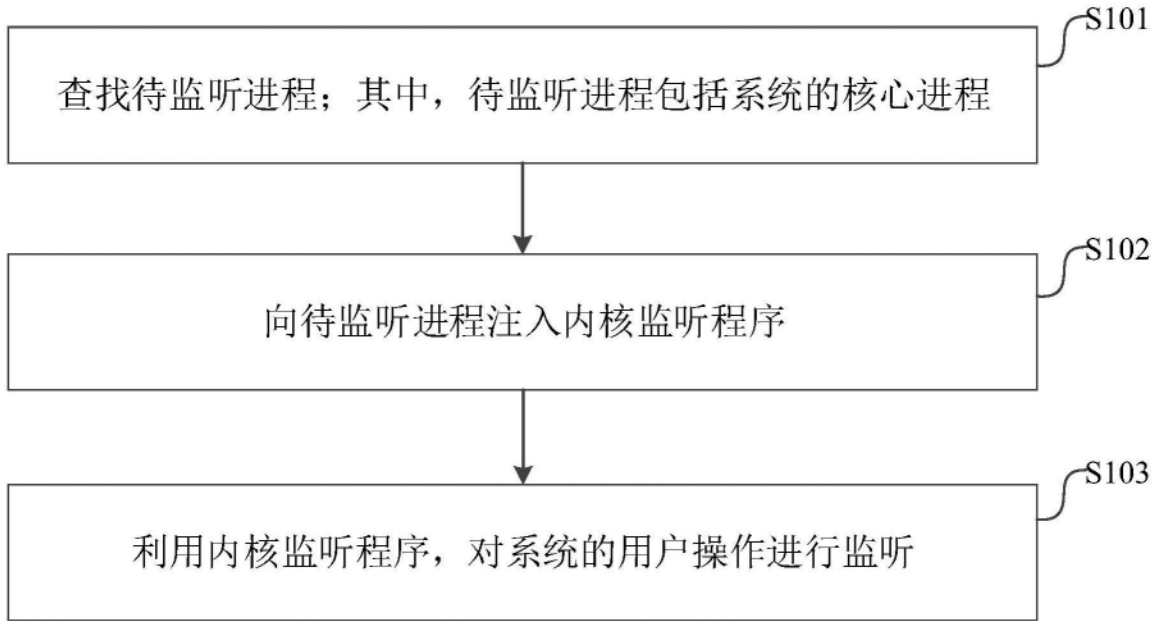 S101
查找待监听进程；其中，待监听进程包括系统的核心进程
S102
向待监听进程注入内核监听程序
S103
利用内核监听程序，对系统的用户操作进行监听